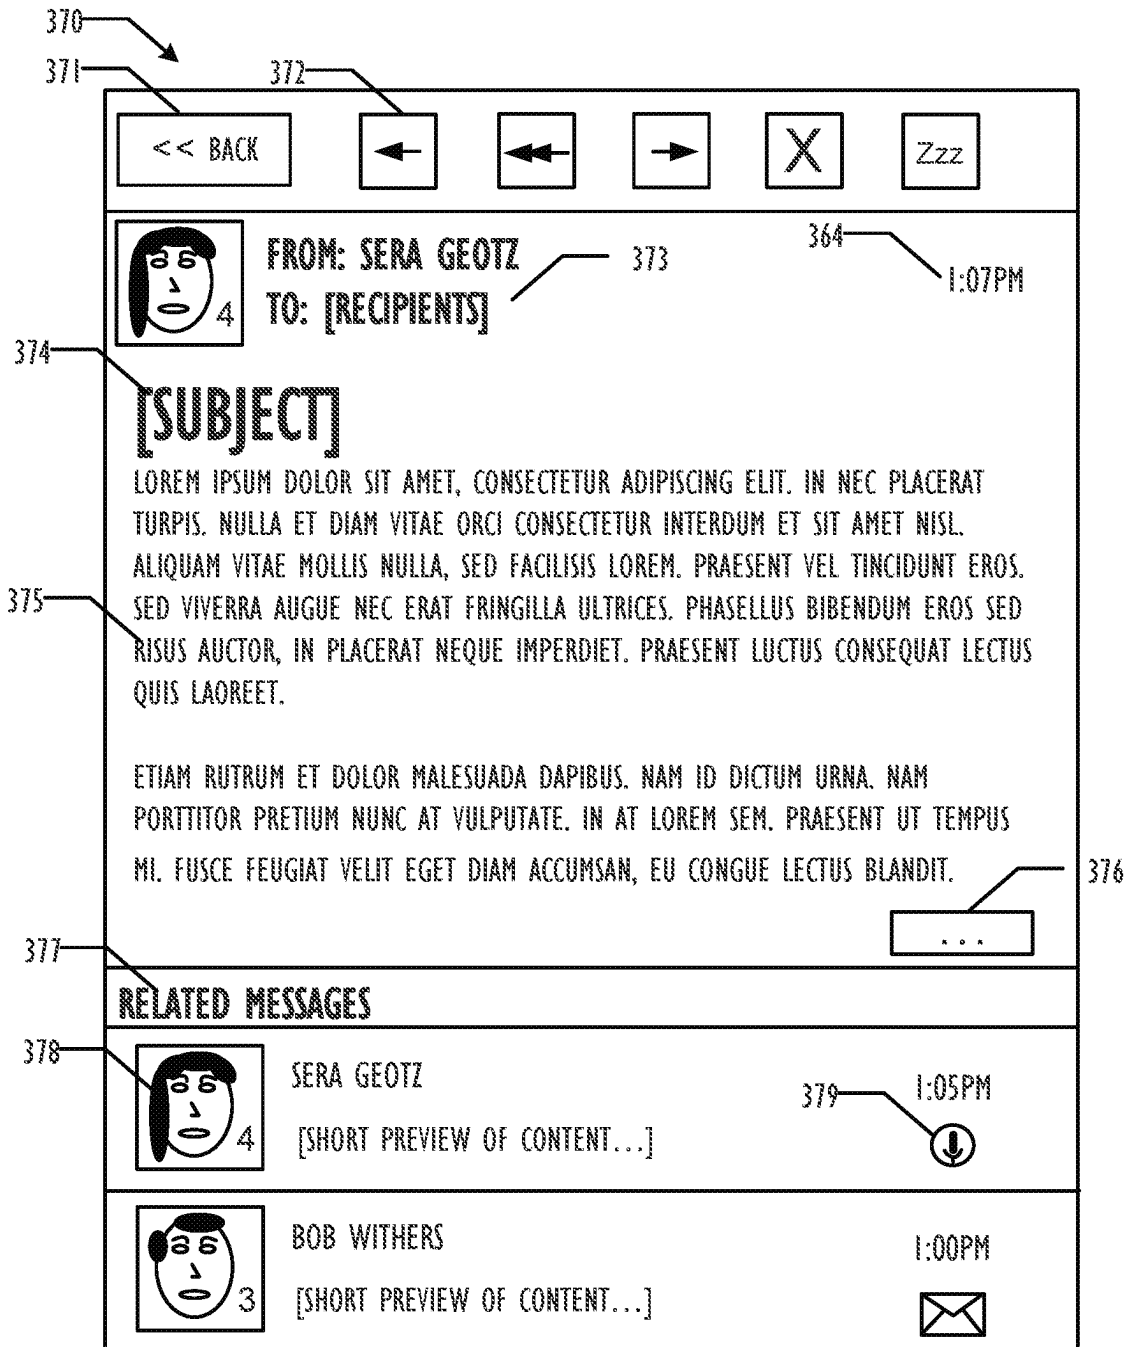 370
371
372
<< BACK
X
Zzz
364
FROM: SERA GEOTZ
373
1:07PM
TO: [RECIPIENTS]
4
374
[SUBJECT]
LOREM IPSUM DOLOR SIT AMET, CONSECTETUR ADIPISCING ELIT. IN NEC PLACERAT
TURPIS. NULLA ET DIAM VITAE ORCI CONSECTETUR INTERDUM ET SIT AMET NISL.
ALIQUAM VITAE MOLLIS NULLA, SED FACILISIS LOREM. PRAESENT VEL TINCIDUNT EROS.
375
SED VIVERRA AUGUE NEC ERAT FRINGILLA ULTRICES. PHASELLUS BIBENDUM EROS SED
RISUS AUCTOR, IN PLACERAT NEQUE IMPERDIET. PRAESENT LUCTUS CONSEQUAT LECTUS
QUIS LAOREET.
ETIAM RUTRUM ET DOLOR MALESUADA DAPIBUS. NAM ID DICTUM URNA. NAM
PORTTITOR PRETIUM NUNC AT VULPUTATE. IN AT LOREM SEM. PRAESENT UT TEMPUS
MI. FUSCE FEUGIAT VELIT EGET DIAM ACCUMSAN, EU CONGUE LECTUS BLANDIT.
376
...
377
RELATED MESSAGES
378
SERA GEOTZ
1:05PM
379
4
[SHORT PREVIEW OF CONTENT...]
BOB WITHERS
1:00PM
3
[SHORT PREVIEW OF CONTENT...]